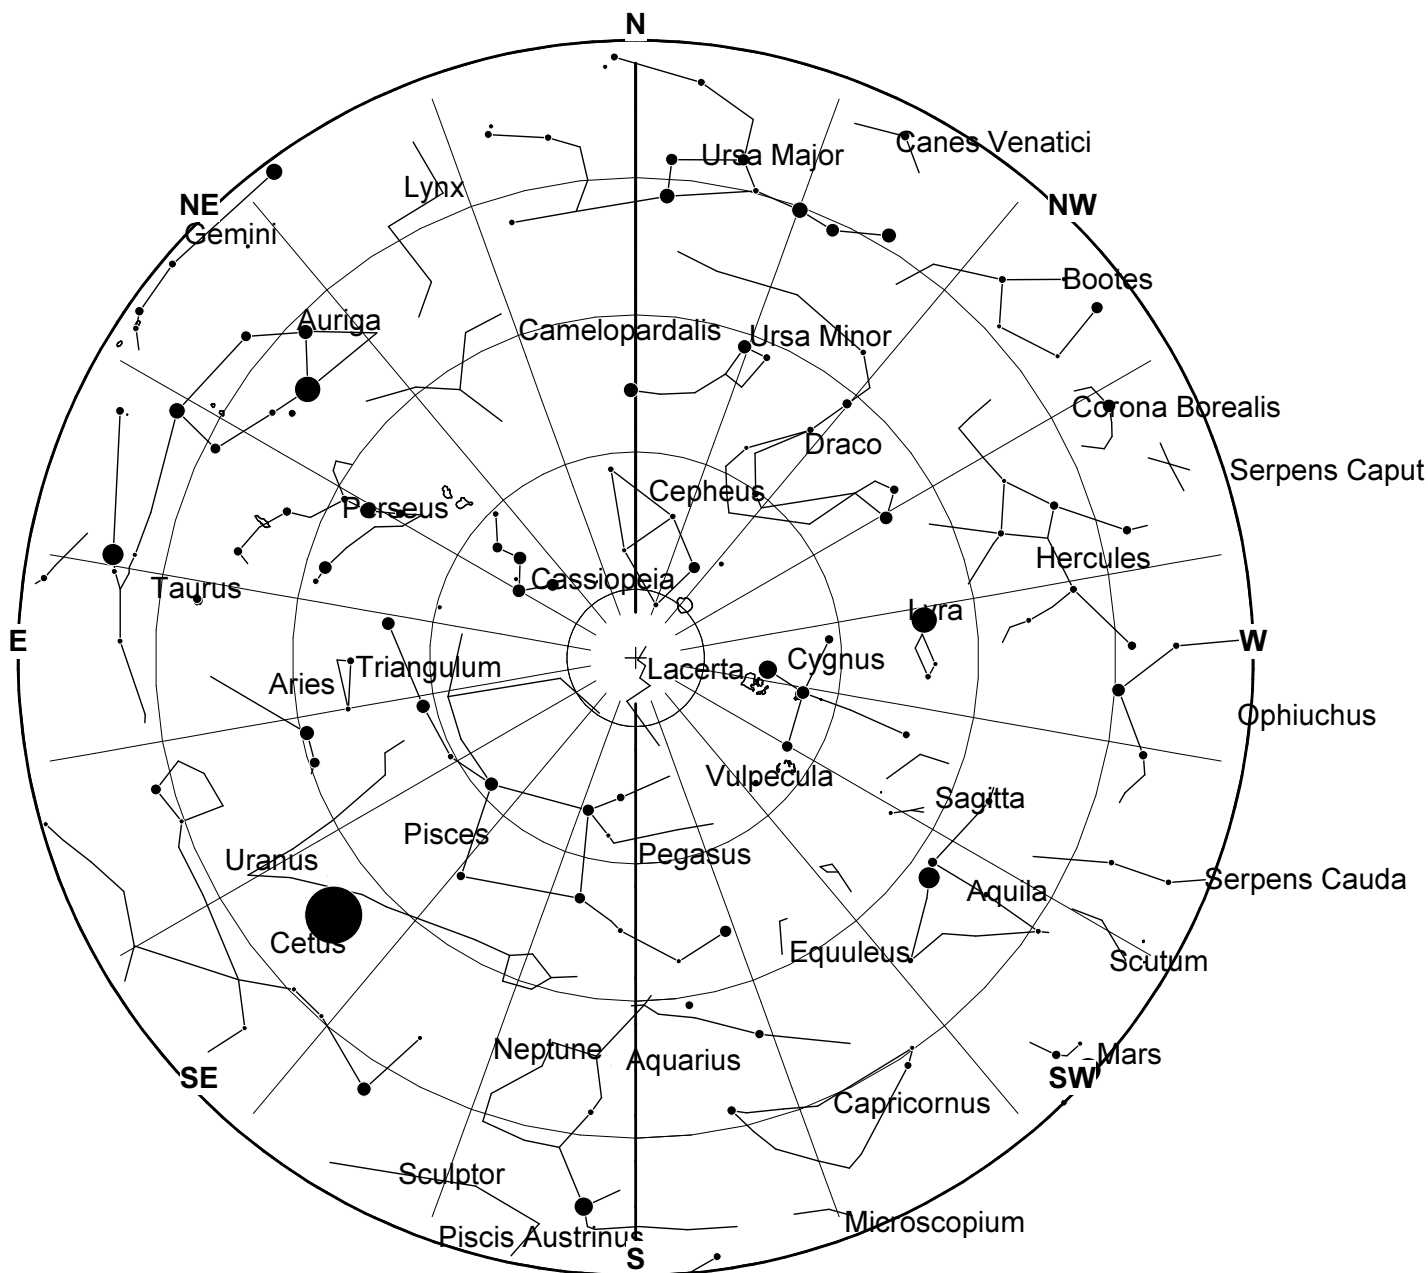 N
Ursa Major
Canes Venatici
Lynx
NE
NW
Gemini
Bootes
Auriga
Camelopardalis
Ursa Minor
Corona Borealis
Draco
Serpens Caput
Perseus
Cepheus
Hercules
Cassiopeia
Taurus
Lyra
E
W
Triangulum
Lacerta
Cygnus
Aries
Ophiuchus
Vulpecula
Sagitta
Pisces
Pegasus
Uranus
Serpens Cauda
Aquila
Cetus
Equuleus
Scutum
Neptune
Aquarius
Mars
SE
SW
Capricornus
Sculptor
Microscopium
Piscis Austrinus
S